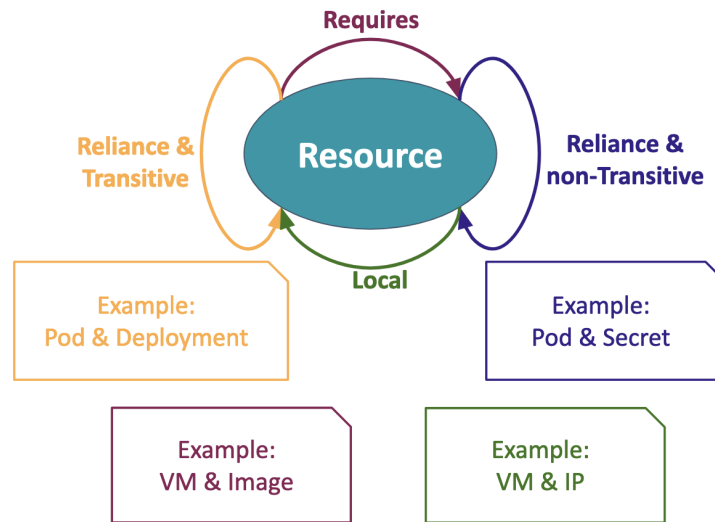 Requires
Reliance &
Transitive
Resource
Reliance &
non-Transitive
Local
Example:
Pod & Deployment
Example:
Pod & Secret
Example:
VM & Image
Example:
VM & IP